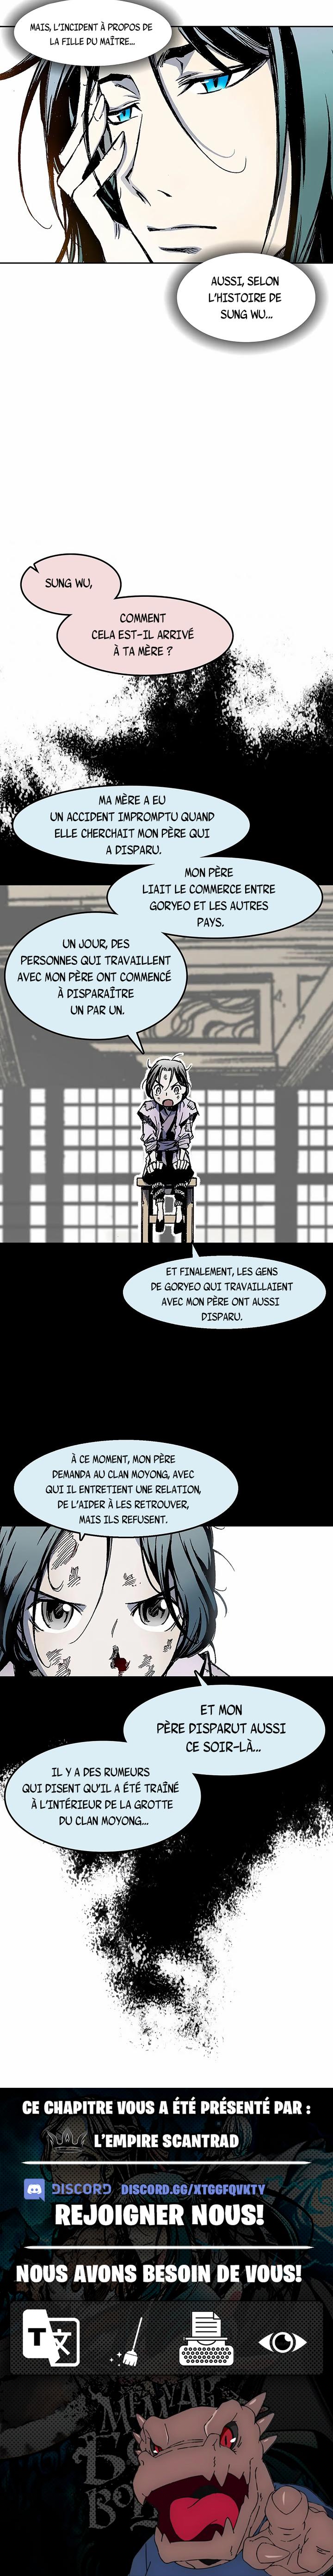 MAIS, L'INCIDENT À PROPOS DE
LA FILLE DU MAÎTRE...
AUSSI, SELON
L'HISTOIRE DE
SUNG WU...
SUNG WU,
COMMENT
CELA EST-IL ARRIVÉ
À TA MÈRE ?
MA MÈRE A EU
UN ACCIDENT IMPROMPTU QUAND
ELLE CHERCHAIT MON PÈRE QUI
A DISPARU.
MON PÈRE
LIAIT LE COMMERCE ENTRE
GORYEO ET LES AUTRES
PAYS.
UN JOUR, DES
PERSONNES QUI TRAVAILLENT
AVEC MON PÈRE ONT COMMENCÉ
À DISPARAÎTRE
UN PAR UN.
ET FINALEMENT, LES GENS
DE GORYEO QUI TRAVAILLAIENT
AVEC MON PÈRE ONT AUSSI
DISPARU.
À CE MOMENT, MON PÈRE
DEMANDA AU CLAN MOYONG, AVEC
QUI IL ENTRETIENT UNE RELATION,
DE L'AIDER À LES RETROUVER,
MAIS ILS REFUSENT.
ET MON
PÈRE DISPARUT AUSSI
CE SOIR-LÀ...
IL Y A DES RUMEURS
QUI DISENT QU'IL A ÉTÉ TRAÎNÉ
À L'INTÉRIEUR DE LA GROTTE
DU CLAN MOYONG...
CE CHAPITRE VOUS A ÉTÉ PRÉSENTÉ PAR :
L'EMPIRE SCANTRAD
DISCORD DISCORD.GG/XTGGFQVKTY
REJOIGNER NOUS!
NOUS AVONS BESOIN DE VOUS!
T文